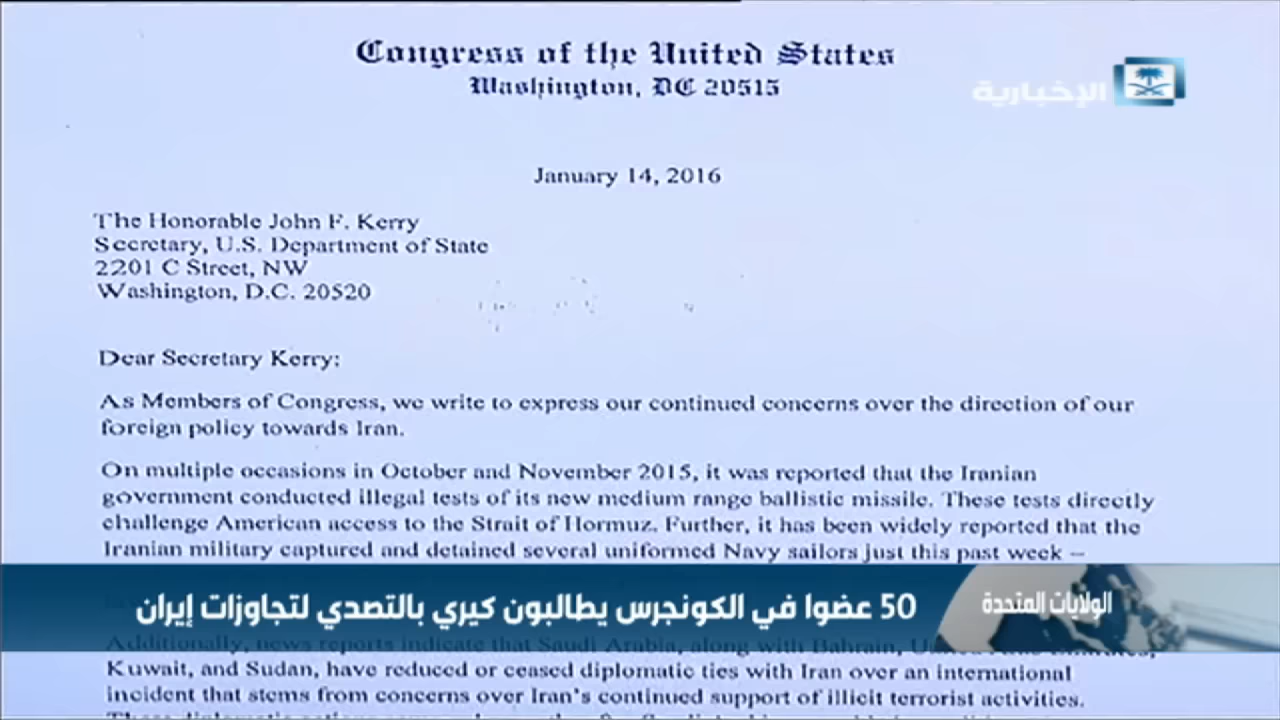 Congress of the United States
Washington, DC 20515
الإخبارية
January 14, 2016
The Honorable John F. Kerry
Secretary, U.S. Department of State
2201 C Street, NW
Washington, D.C. 20520
Dear Secretary Kerry:
As Members of Congress, we write to express our continued concerns over the direction of our
foreign policy towards Iran.
On multiple occasions in October and November 2015, it was reported that the Iranian
government conducted illegal tests of its new medium range ballistic missile. These tests directly
challenge American access to the Strait of Hormuz. Further, it has been widely reported that the
Iranian military captured and detained several uniformed Navy sailors just this past week –
الولايات المتحدة
50 عضوا في الكونجرس يطالبون كيري بالتصدي لتجاوزات إيران
Additionally, news reports indicate that Saudi Arabia, along with Bahrain,
Kuwait, and Sudan, have reduced or ceased diplomatic ties with Iran over an international
incident that stems from concerns over Iran's continued support of illicit terrorist activities.